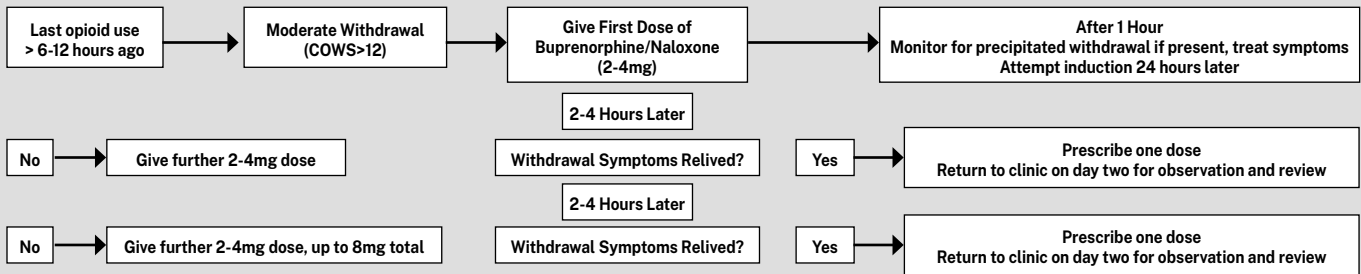 Last opioid use
> 6-12 hours ago
Moderate Withdrawal
(COWS>12)
Give First Dose of
Buprenorphine/Naloxone
(2-4mg)
After 1 Hour
Monitor for precipitated withdrawal if present, treat symptoms
Attempt induction 24 hours later
2-4 Hours Later
No
Give further 2-4mg dose
Withdrawal Symptoms Relived?
Yes
Prescribe one dose
Return to clinic on day two for observation and review
2-4 Hours Later
No
Give further 2-4mg dose, up to 8mg total
Withdrawal Symptoms Relived?
Yes
Prescribe one dose
Return to clinic on day two for observation and review